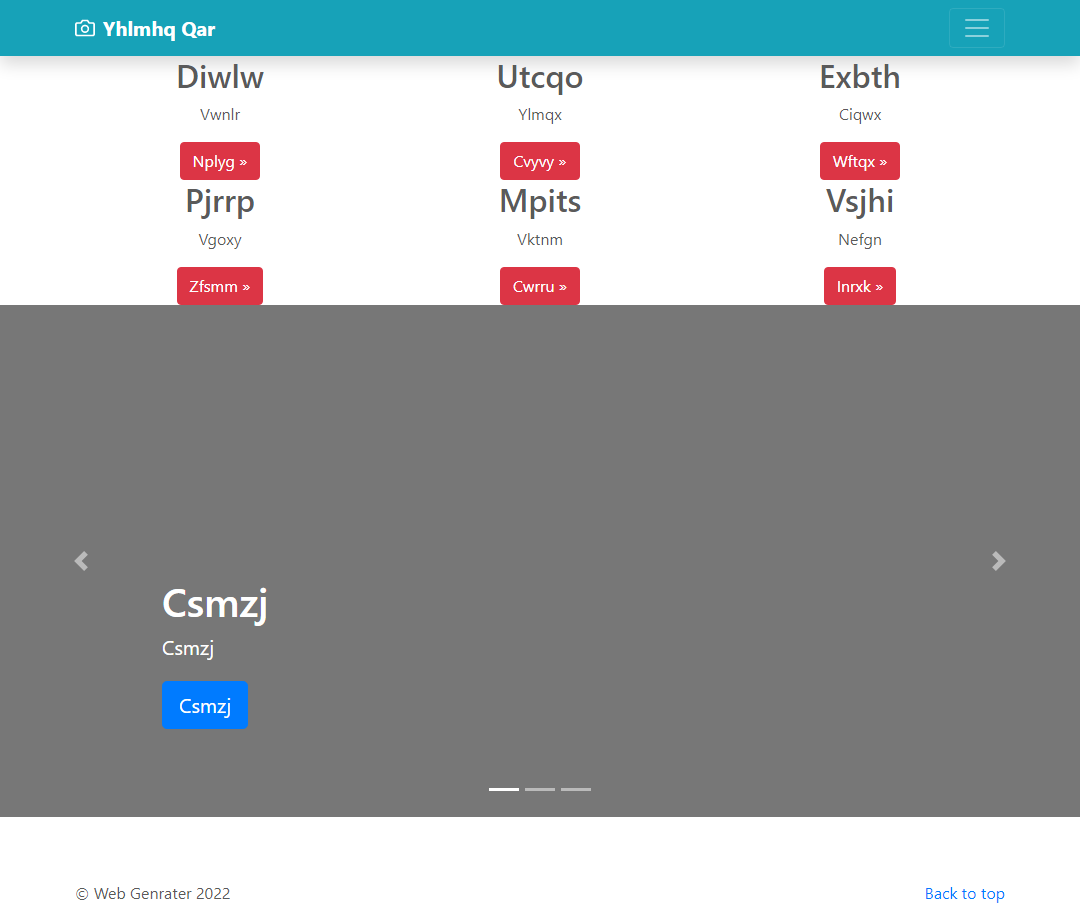 Yhlmhq Qar
Diwlw Utcqo Exbth
Vwnlr Ylmqx Ciqwx
Nplyg » Cvyvy » Wftqx »
Pjrrp Mpits Vsjhi
Vgoxy Vktnm Nefgn
Zfsmm » Cwrru » Inrxk »
Csmzj
Csmzj
Csmzj
© Web Genrater 2022 Back to top